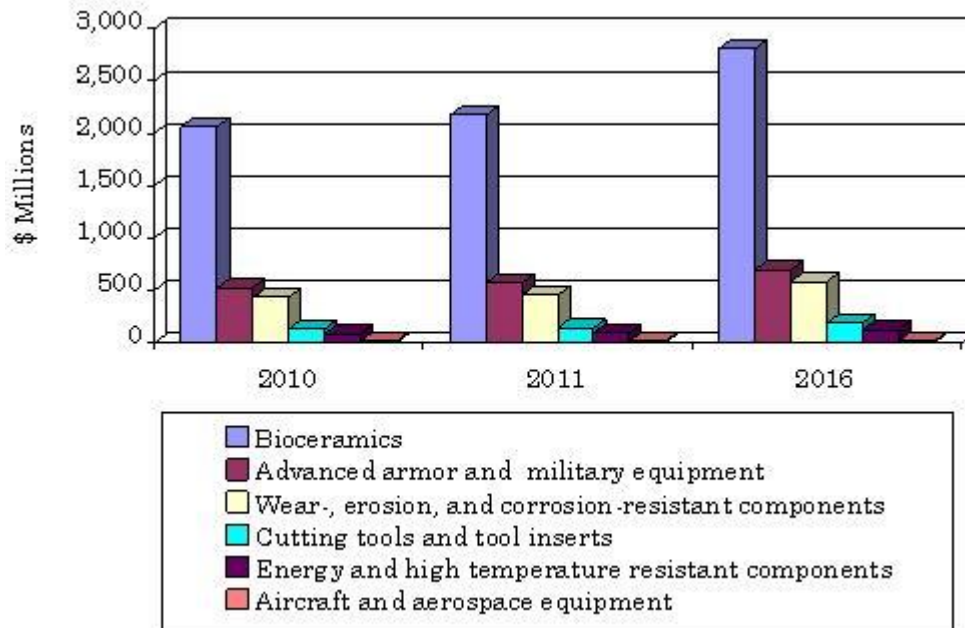 3,000
2,500
2,000
1,500
1,000
500
0
$ Millions
2010 2011 2016
Bioceramics
Advanced armor and military equipment
Wear-, erosion, and corrosion-resistant components
Cutting tools and tool inserts
Energy and high temperature resistant components
Aircraft and aerospace equipment